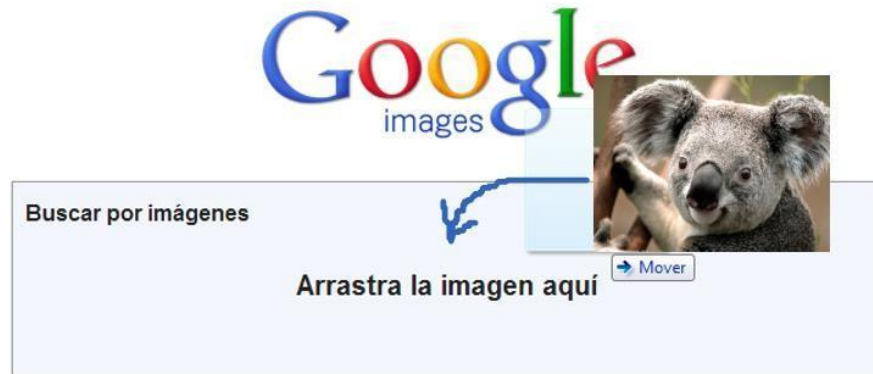 Google
images
Buscar por imágenes
Arrastra la imagen aquí
Mover